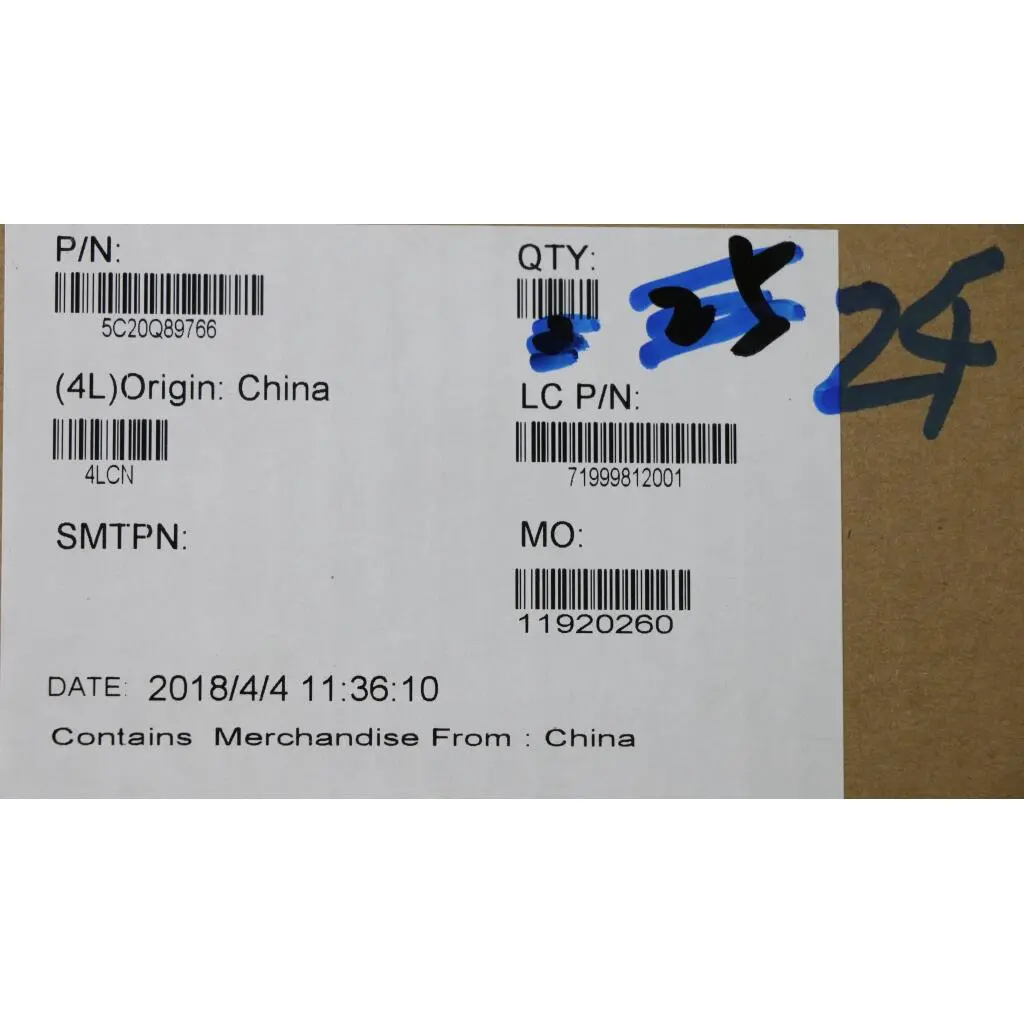 P/N:
5C20Q89766
QTY:
25
24
(4L)Origin: China
4LCN
LC P/N:
71999812001
SMTPN:
MO:
11920260
DATE: 2018/4/4 11:36:10
Contains Merchandise From : China